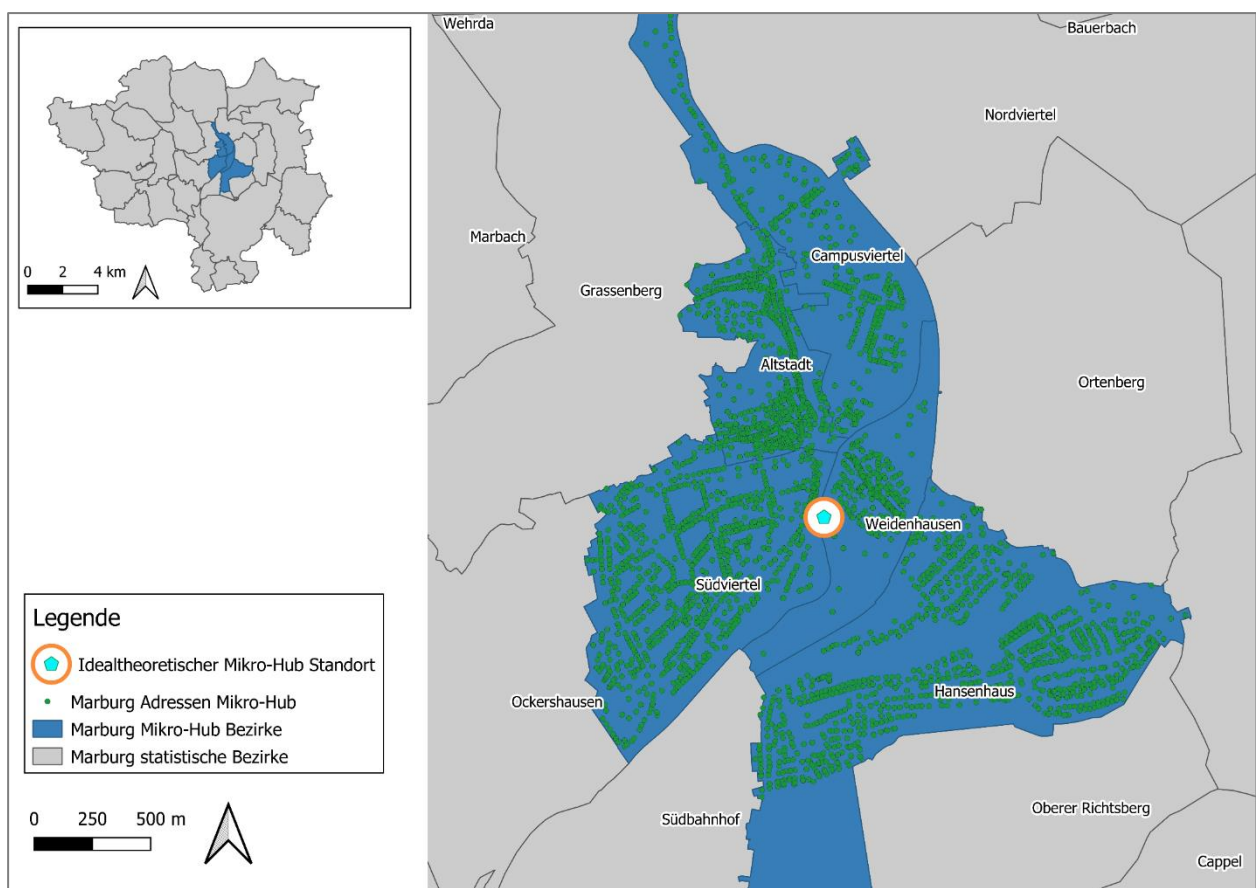 0 2 4 km
Legende
Idealtheoretischer Mikro-Hub Standort
Marburg Adressen Mikro-Hub
Marburg Mikro-Hub Bezirke
Marburg statistische Bezirke
0 250 500 m
Wehrda
Bauerbach
Nordviertel
Marbach
Campusviertel
Grassenberg
Altstadt
Ortenberg
Weidenhausen
Südviertel
Ockershausen
Hansenhaus
Südbahnhof
Oberer Richtsberg
Cappel